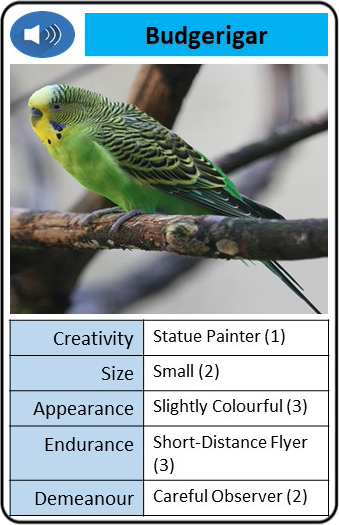 Budgerigar
Creativity Statue Painter (1)
Size Small (2)
Appearance Slightly Colourful (3)
Endurance Short-Distance Flyer
(3)
Demeanour Careful Observer (2)